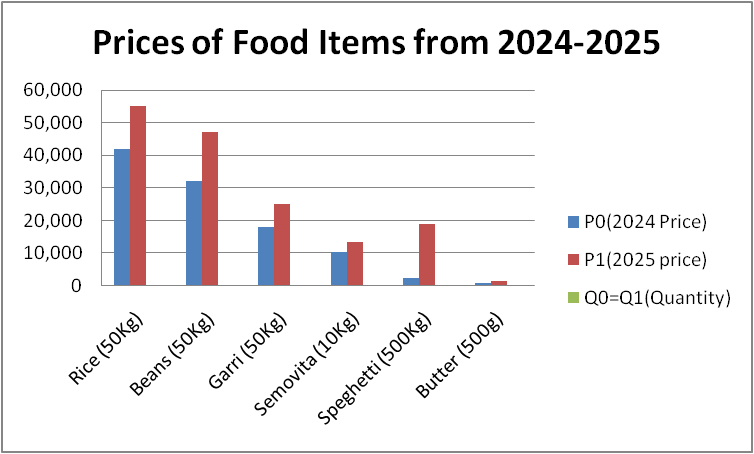 Prices of Food Items from 2024-2025
60,000
50,000
40,000
30,000
20,000
10,000
0
Rice (50Kg)
Beans (50Kg)
Garri (50Kg)
Semovita (10Kg)
Speghetti (500Kg)
Butter (500g)
P0(2024 Price)
P1(2025 price)
Q0=Q1(Quantity)